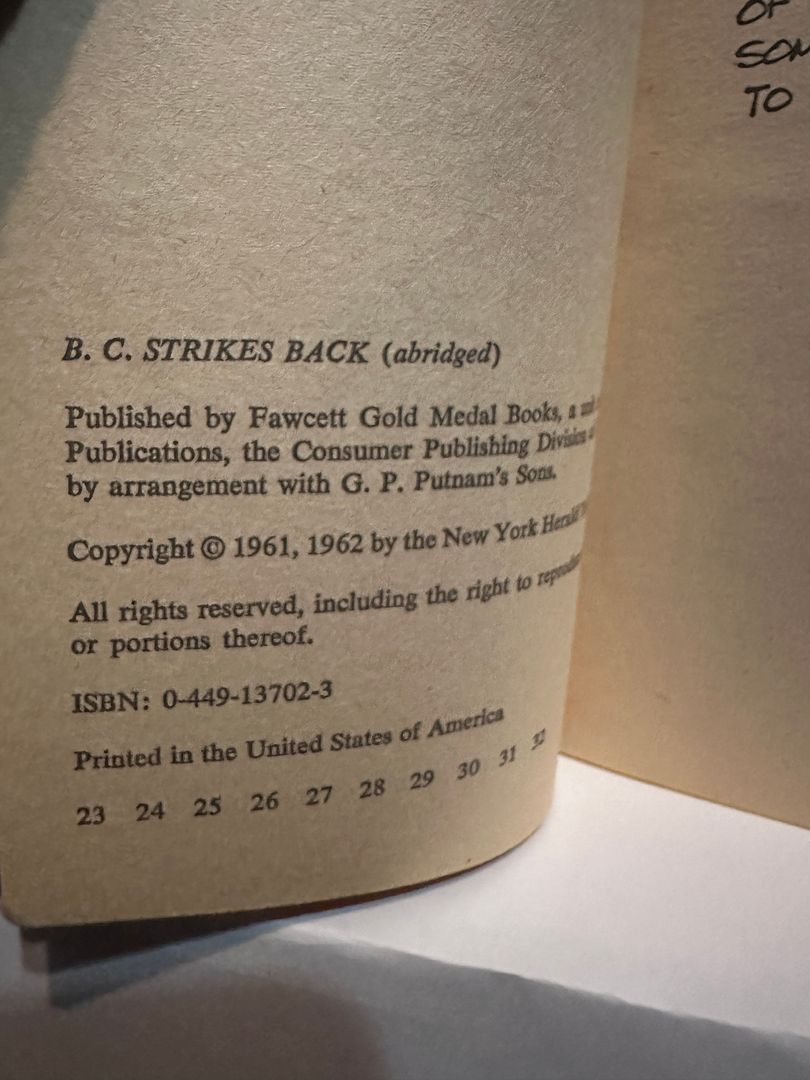 B. C. STRIKES BACK (abridged)
Published by Fawcett Gold Medal Books, a
Publications, the Consumer Publishing Division
by arrangement with G. P. Putnam's Sons.
Copyright © 1961, 1962 by the New York Herald
All rights reserved, including the right to
or portions thereof.
ISBN: 0-449-13702-3
Printed in the United States of America
23 24 25 26 27 28 29 30 31 32
OF
TO